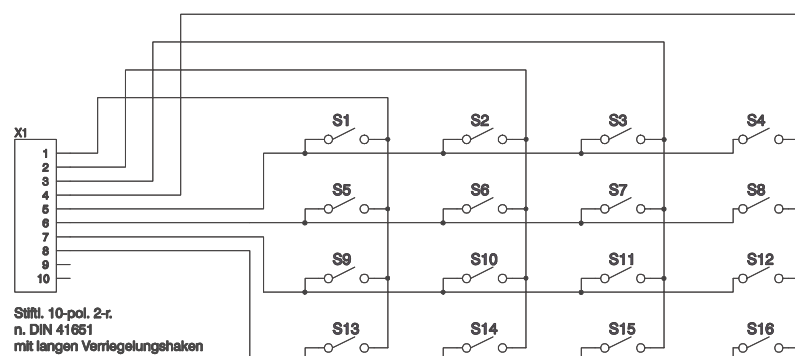 S1 S2 S3 S4
X1
1
2
3
4
5
6
7
8
9
10
S5 S6 S7 S8
S9 S10 S11 S12
S13 S14 S15 S16
Stiftl. 10-pol. 2-r.
n. DIN 41651
mit langen Verriegelungshaken